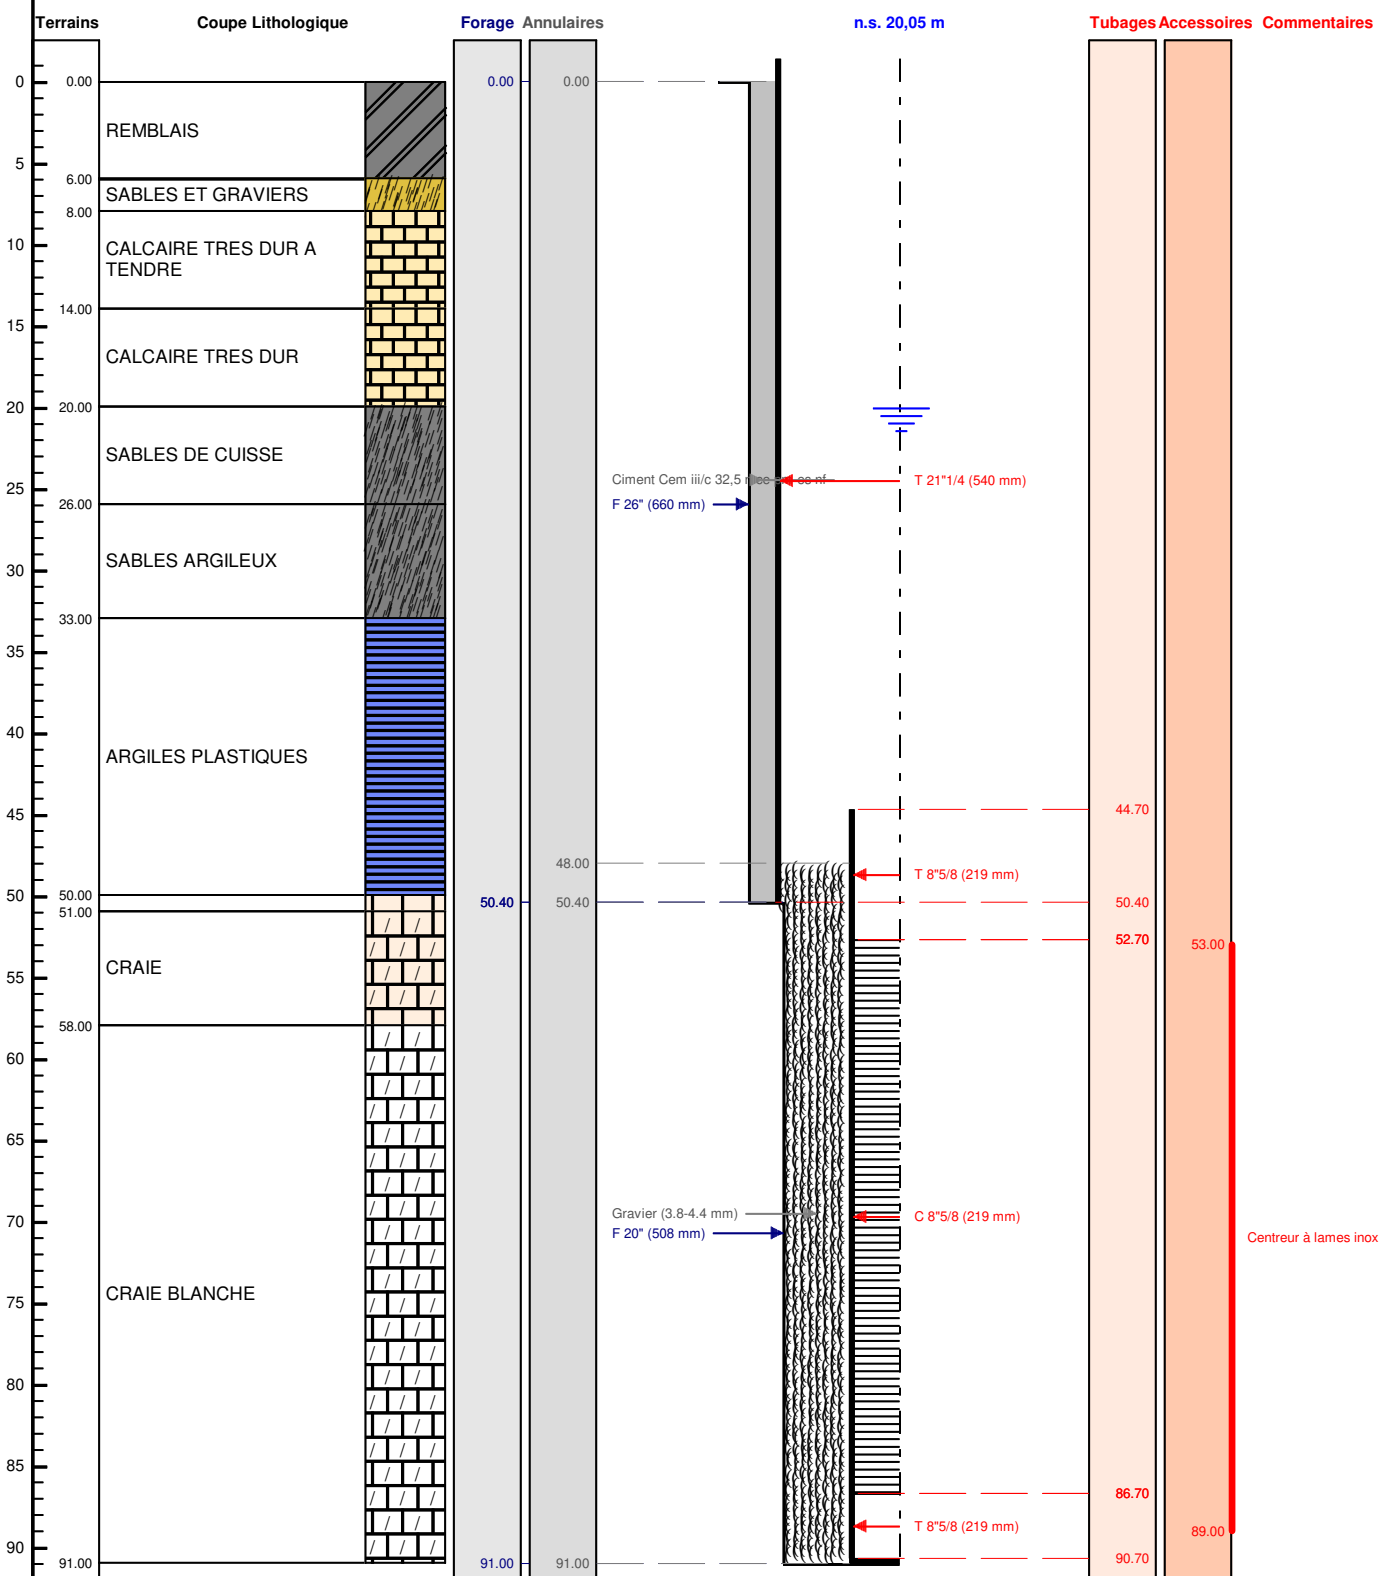 Terrains Coupe Lithologique Forage Annulaires n.s. 20,05 m Tubages Accessoires Commentaires
0 0.00 0.00 0.00
REMBLAIS
5
6.00
SABLES ET GRAVIERS
8.00
10
CALCAIRE TRES DUR A
TENDRE
14.00
15
CALCAIRE TRES DUR
20 20.00
SABLES DE CUISSE
Ciment Cem iii/c 32,5 nf T 21"1/4 (540 mm)
25
F 26" (660 mm)
26.00
SABLES ARGILEUX
30
33.00
35
40
ARGILES PLASTIQUES
45 44.70
48.00
T 8"5/8 (219 mm)
50 50.00
50.40 50.40 50.40
51.00
52.70
53.00
CRAIE
55
58.00
60
65
Gravier (3.8-4.4 mm) C 8"5/8 (219 mm)
70
F 20" (508 mm)
Centreur à lames inox
CRAIE BLANCHE
75
80
85
86.70
T 8"5/8 (219 mm)
89.00
90
90.70
91.00 91.00 91.00